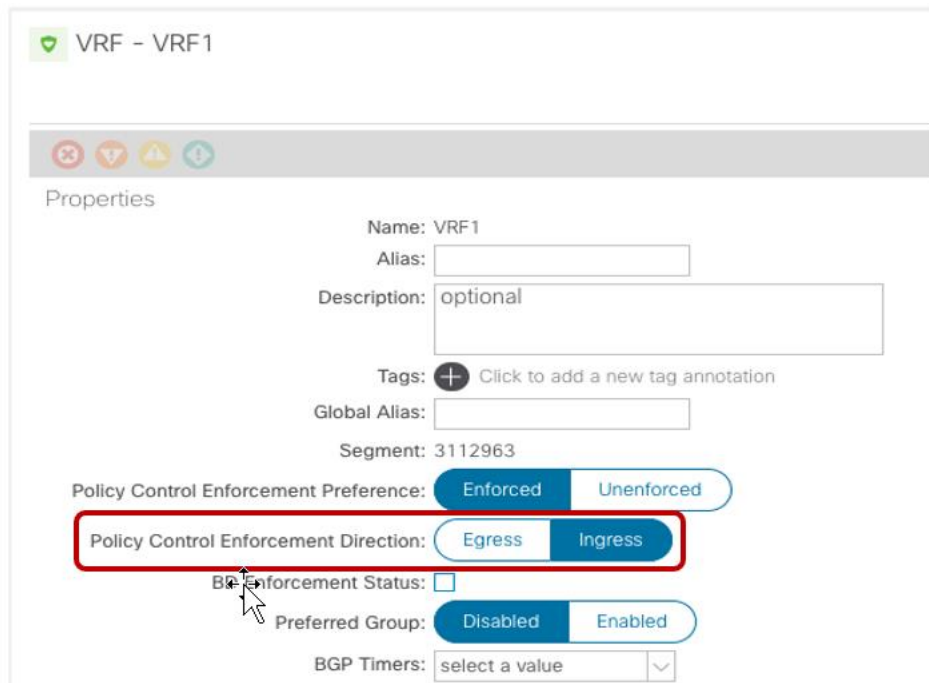 VRF - VRF1
Properties
Name: VRF1
Alias:
Description: optional
Tags: Click to add a new tag annotation
Global Alias:
Segment: 3112963
Policy Control Enforcement Preference: Enforced Unenforced
Policy Control Enforcement Direction: Egress Ingress
BD Enforcement Status:
Preferred Group: Disabled Enabled
BGP Timers: select a value